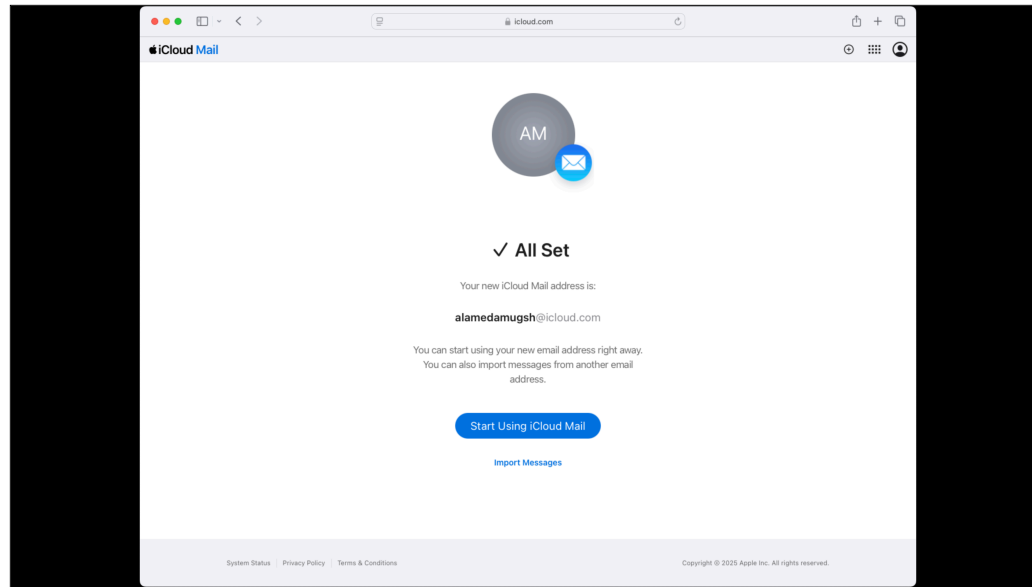 icloud.com
iCloud Mail
AM
✓ All Set
Your new iCloud Mail address is:
alamedamugsh@icloud.com
You can start using your new email address right away.
You can also import messages from another email
address.
Start Using iCloud Mail
Import Messages
System Status | Privacy Policy | Terms & Conditions
Copyright © 2025 Apple Inc. All rights reserved.